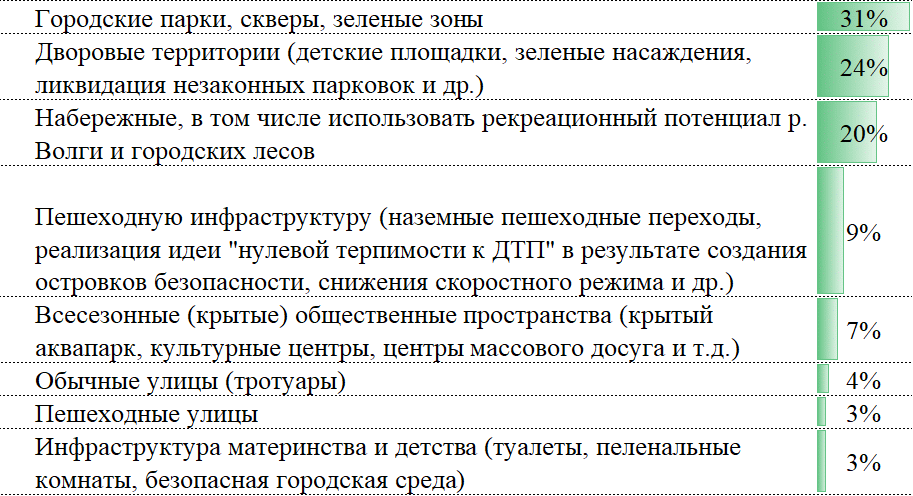 Городские парки, скверы, зеленые зоны 31%
Дворовые территории (детские площадки, зеленые насаждения,
ликвидация незаконных парковок и др.) 24%
Набережные, в том числе использовать рекреационный потенциал р.
Волги и городских лесов 20%
Пешеходную инфраструктуру (наземные пешеходные переходы,
реализация идеи "нулевой терпимости к ДТП" в результате создания
островков безопасности, снижения скоростного режима и др.) 9%
Всесезонные (крытые) общественные пространства (крытый
аквапарк, культурные центры, центры массового досуга и т.д.) 7%
Обычные улицы (тротуары) 4%
Пешеходные улицы 3%
Инфраструктура материнства и детства (туалеты, пеленальные
комнаты, безопасная городская среда) 3%